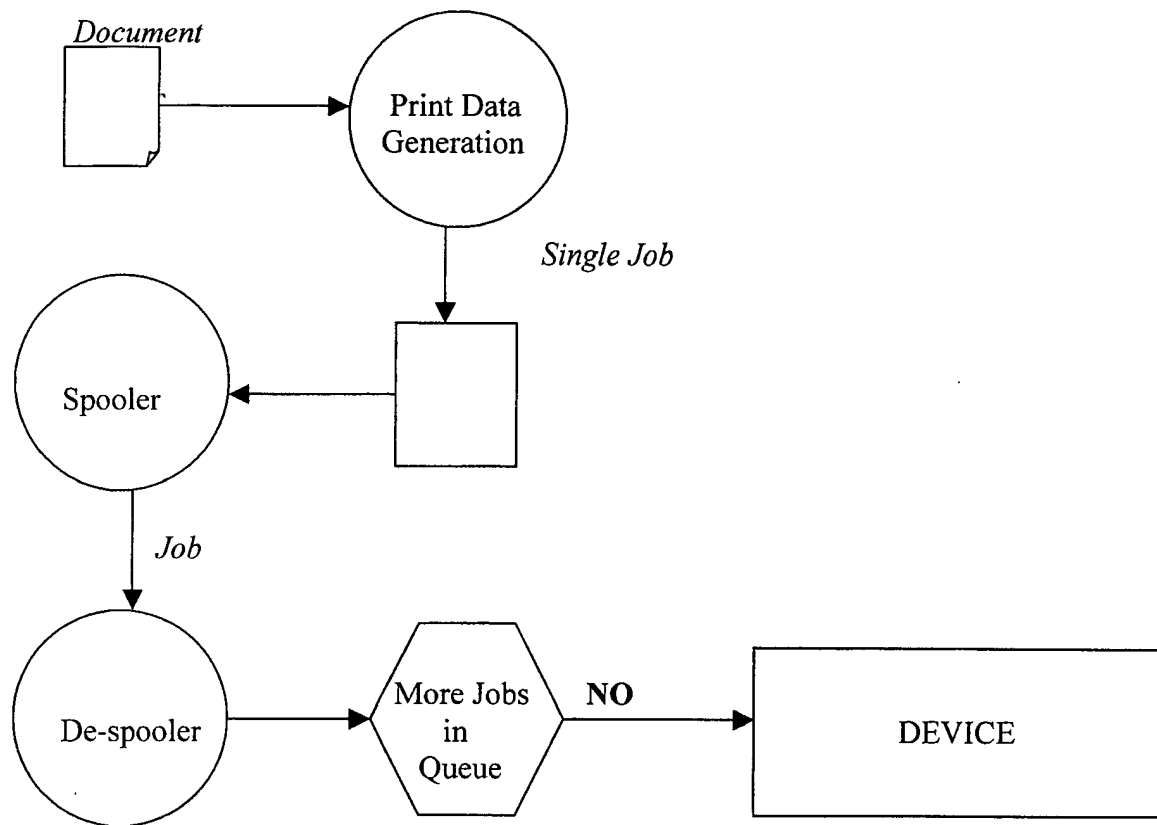 Document
Print Data
Generation
Single Job
Spooler
Job
De-spooler
More Jobs
in
Queue
NO
DEVICE